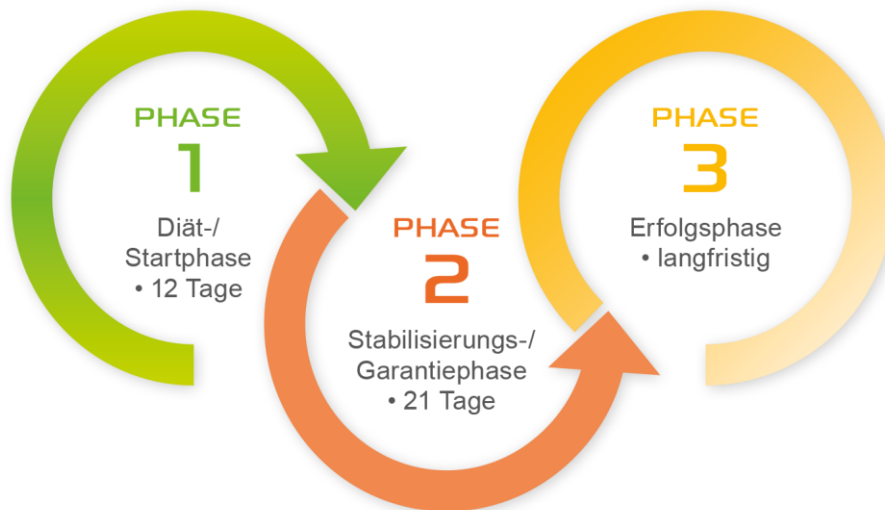 PHASE
1
Diät-/
Startphase
• 12 Tage
PHASE
2
Stabilisierungs-/
Garantiephase
• 21 Tage
PHASE
3
Erfolgsphase
• langfristig